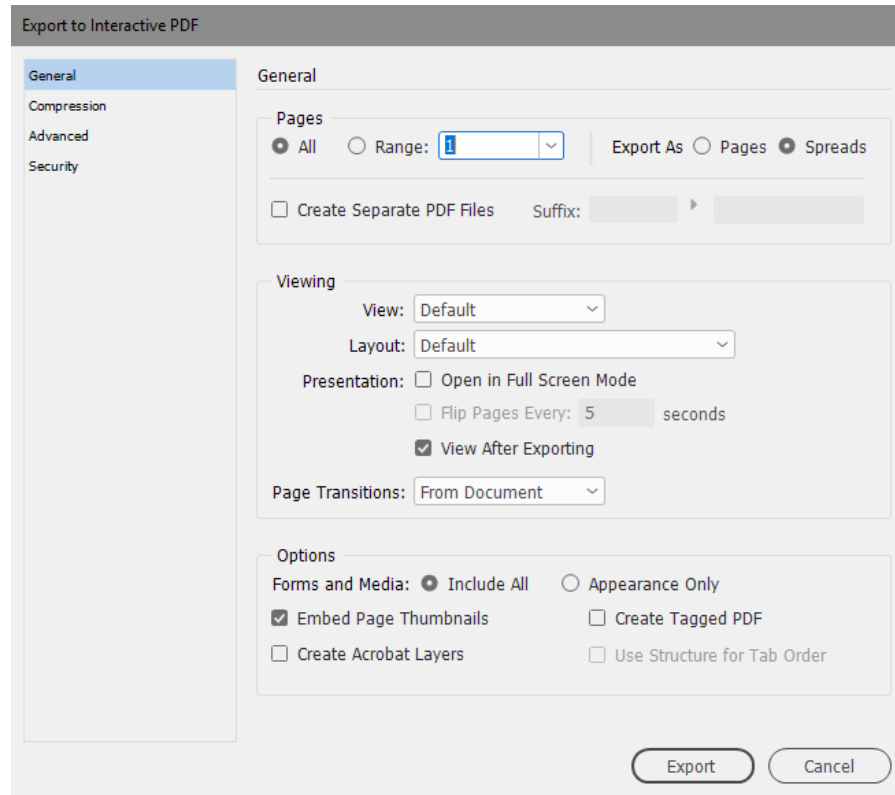 Export to Interactive PDF
General
Compression
Advanced
Security
General
Pages
All Range: 1 Export As Pages Spreads
Create Separate PDF Files Suffix:
Viewing
View: Default
Layout: Default
Presentation: Open in Full Screen Mode
Flip Pages Every: 5 seconds
View After Exporting
Page Transitions: From Document
Options
Forms and Media: Include All Appearance Only
Embed Page Thumbnails Create Tagged PDF
Create Acrobat Layers Use Structure for Tab Order
Export Cancel